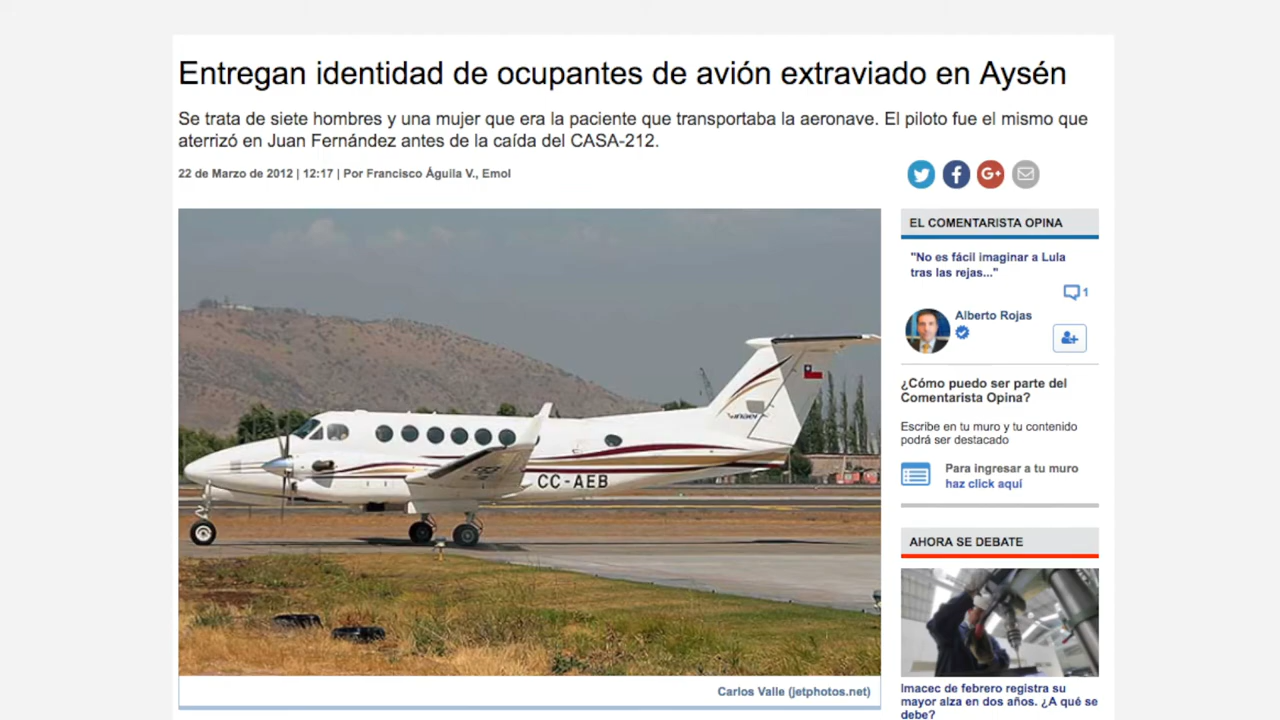 Entregan identidad de ocupantes de avión extraviado en Aysén
Se trata de siete hombres y una mujer que era la paciente que transportaba la aeronave. El piloto fue el mismo que
aterrizó en Juan Fernández antes de la caída del CASA-212.
22 de Marzo de 2012 | 12:17 | Por Francisco Águila V., Emol
CC-AEB
Carlos Valle (jetphotos.net)
EL COMENTARISTA OPINA
"No es fácil imaginar a Lula
tras las rejas..."
1
Alberto Rojas
¿Cómo puedo ser parte del
Comentarista Opina?
Escribe en tu muro y tu contenido
podrá ser destacado
Para ingresar a tu muro
haz click aquí
AHORA SE DEBATE
Imacec de febrero registra su
mayor alza en dos años. ¿A qué se
debe?